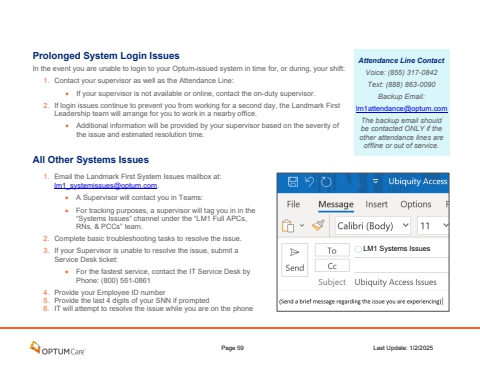 Prolonged System Login Issues
In the event you are unable to login to your Optum-issued system in time for, or during, your shift:
1. Contact your supervisor as well as the Attendance Line:
• If your supervisor is not available or online, contact the on-duty supervisor.
2. If login issues continue to prevent you from working for a second day, the Landmark First
Leadership team will arrange for you to work in a nearby office.
• Additional information will be provided by your supervisor based on the severity of
the issue and estimated resolution time.
Attendance Line Contact
Voice: (855) 317-0842
Text: (888) 863-0090
Backup Email:
lm1attendance@optum.com
The backup email should
be contacted ONLY if the
other attendance lines are
offline or out of service.
All Other Systems Issues
1. Email the Landmark First System Issues mailbox at:
lm1_systemissues@optum.com.
• A Supervisor will contact you in Teams:
• For tracking purposes, a supervisor will tag you in in the
"Systems Issues" channel under the "LM1 Full APCs,
RNs, & PCCs" team.
2. Complete basic troubleshooting tasks to resolve the issue.
3. If your Supervisor is unable to resolve the issue, submit a
Service Desk ticket:
• For the fastest service, contact the IT Service Desk by
Phone: (800) 561-0861
4. Provide your Employee ID number
5. Provide the last 4 digits of your SNN if prompted
6. IT will attempt to resolve the issue while you are on the phone
Ubiquity Access
File Message Insert Options F
Calibri (Body) 11
To LM1 Systems Issues
Send
Cc
Subject Ubiquity Access Issues
(Send a brief message regarding the issue you are experiencing)
OPTUMCare
Page 59
Last Update: 1/2/2025